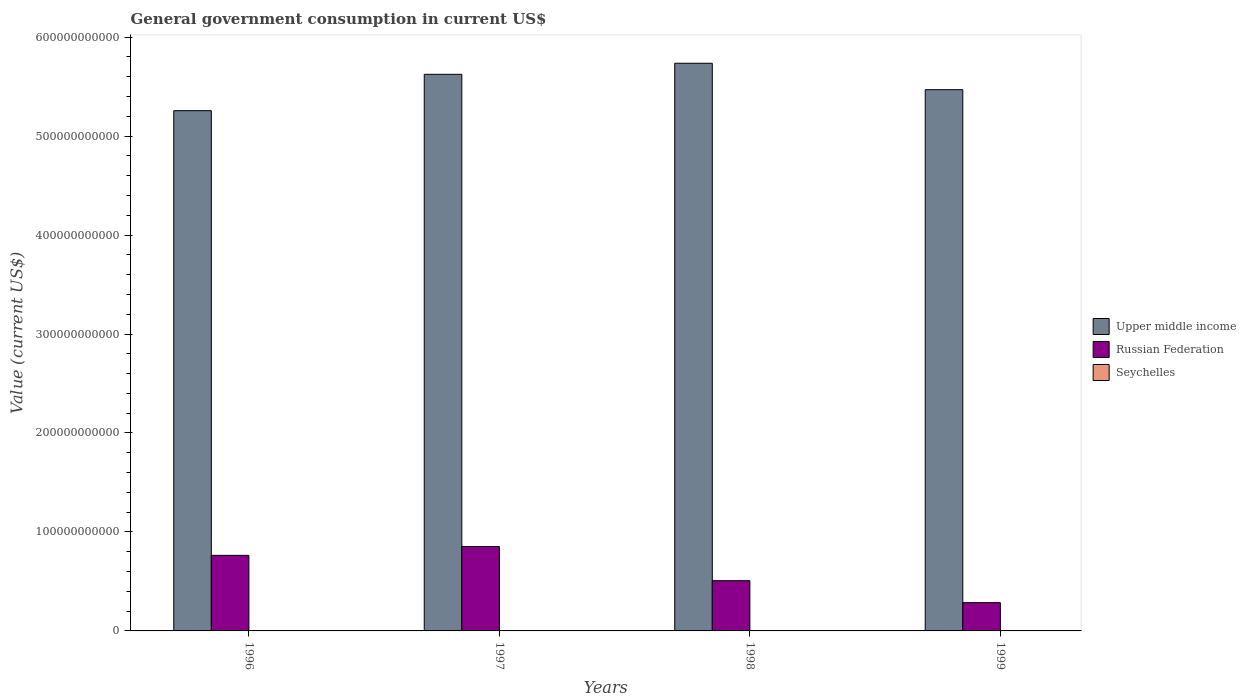 General government consumption in current US$
600000000000
500000000000
400000000000
300000000000
200000000000
100000000000
0
Value (current US$)
1996
1997
1998
1999
Years
Upper middle income
Russian Federation
Seychelles